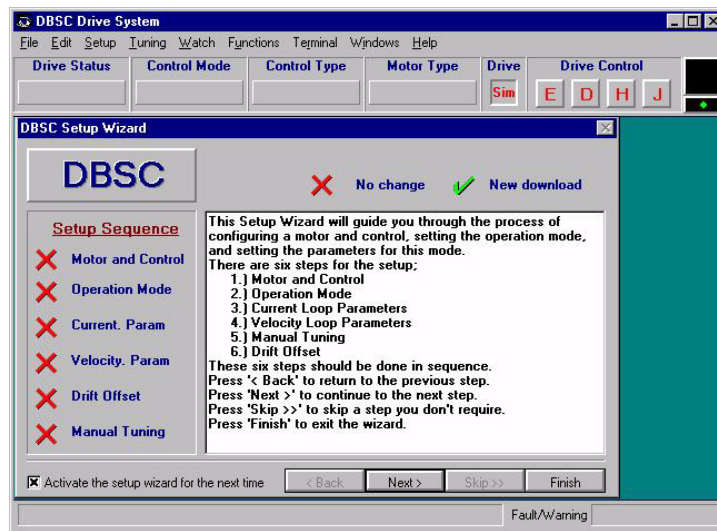 DBSC Drive System
File Edit Setup Tuning Watch Functions Terminal Windows Help
Drive Status Control Mode Control Type Motor Type Drive Drive Control
Sim E D H J
DBSC Setup Wizard
DBSC
No change New download
Setup Sequence
Motor and Control
Operation Mode
Current. Param
Velocity. Param
Drift Offset
Manual Tuning
This Setup Wizard will guide you through the process of
configuring a motor and control, setting the operation mode,
and setting the parameters for this mode.
There are six steps for the setup;
1.) Motor and Control
2.) Operation Mode
3.) Current Loop Parameters
4.) Velocity Loop Parameters
5.) Manual Tuning
6.) Drift Offset
These six steps should be done in sequence.
Press '< Back' to return to the previous step.
Press 'Next >' to continue to the next step.
Press 'Skip >>' to skip a step you don't require.
Press 'Finish' to exit the wizard.
Activate the setup wizard for the next time < Back Next > Skip >> Finish
Fault/Warning